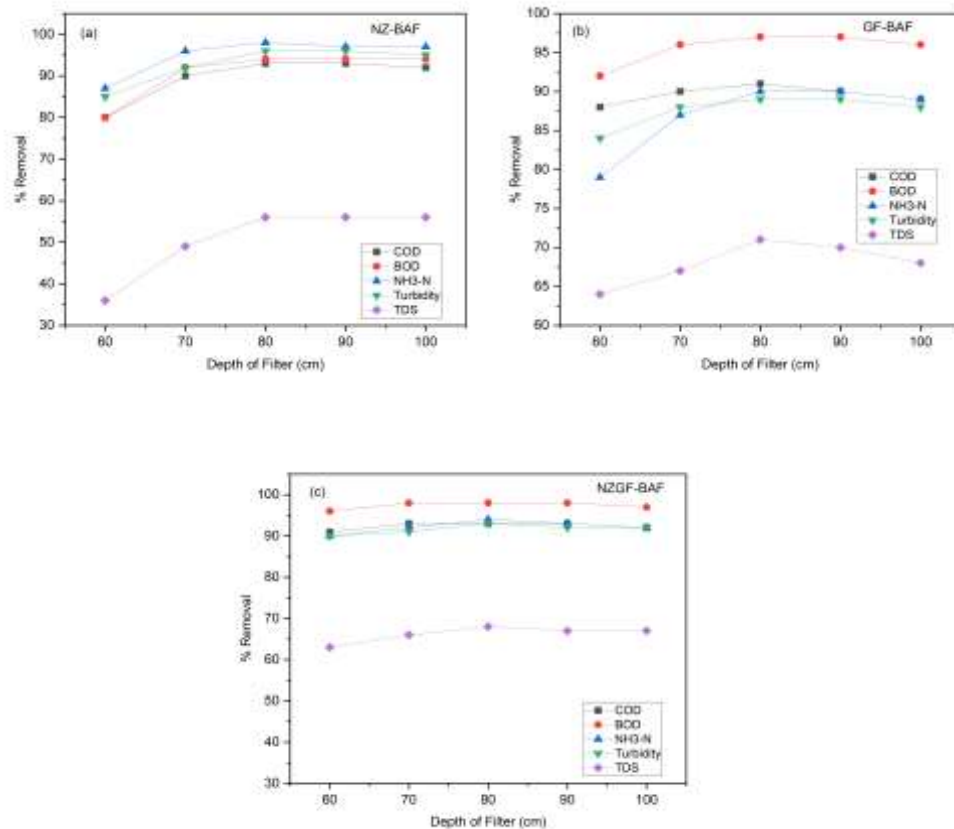 (a)
NZ-BAF
100
90
80
70
60
50
40
30
% Removal
COD
BOD
NH3-N
Turbidity
TDS
60 70 80 90 100
Depth of Filter (cm)
(b)
GF-BAF
100
95
90
85
80
75
70
65
60
% Removal
COD
BOD
NH3-N
Turbidity
TDS
60 70 80 90 100
Depth of Filter (cm)
(c)
NZGF-BAF
100
90
80
70
60
50
40
30
% Removal
COD
BOD
NH3-N
Turbidity
TDS
60 70 80 90 100
Depth of Filter (cm)